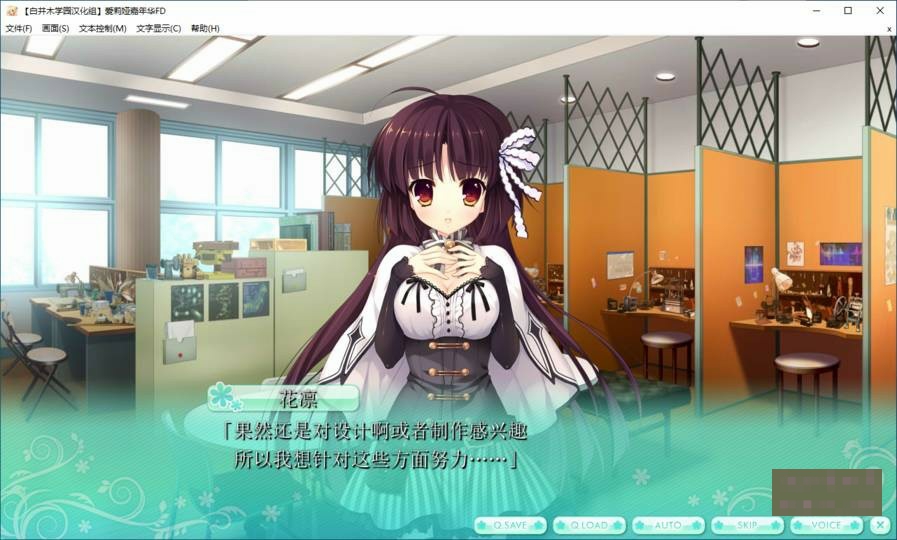 【白井木学园汉化组】爱莉娅嘉年华FD
文件(F) 画面(S) 文本控制(M) 文字显示(C) 帮助(H) x
花凛
「果然还是对设计啊或者制作感兴趣
所以我想针对这些方面努力……」
Q.SAVE Q.LOAD AUTO SKIP VOICE